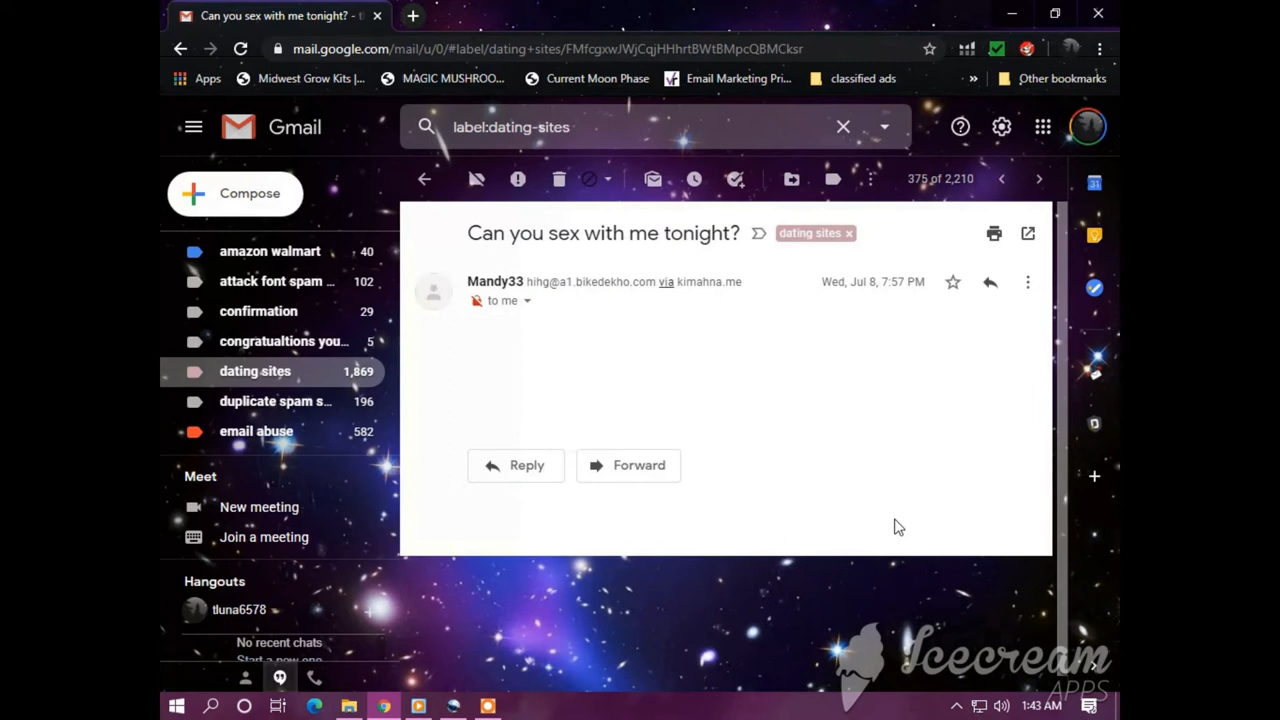 Can you sex with me tonight? - t
mail.google.com/mail/u/0/#label/dating+sites/FMfcgxwJWjCqjHHhrtBWtBMpcQBMCksr
Apps
Midwest Grow Kits |...
MAGIC MUSHROO...
Current Moon Phase
Email Marketing Pri...
classified ads
»
Other bookmarks
Gmail
label:dating-sites
Compose
375 of 2,210
Can you sex with me tonight?
dating sites x
amazon walmart 40
attack font spam ... 102
confirmation 29
congratualtions you... 5
dating sites 1,869
duplicate spam s... 196
email abuse 582
Mandy33 hihg@a1.bikedekho.com via kimahna.me
Wed, Jul 8, 7:57 PM
to me
Reply
Forward
Meet
New meeting
Join a meeting
Hangouts
tluna6578
No recent chats
Start a new one
Icecream
APPS
1:43 AM